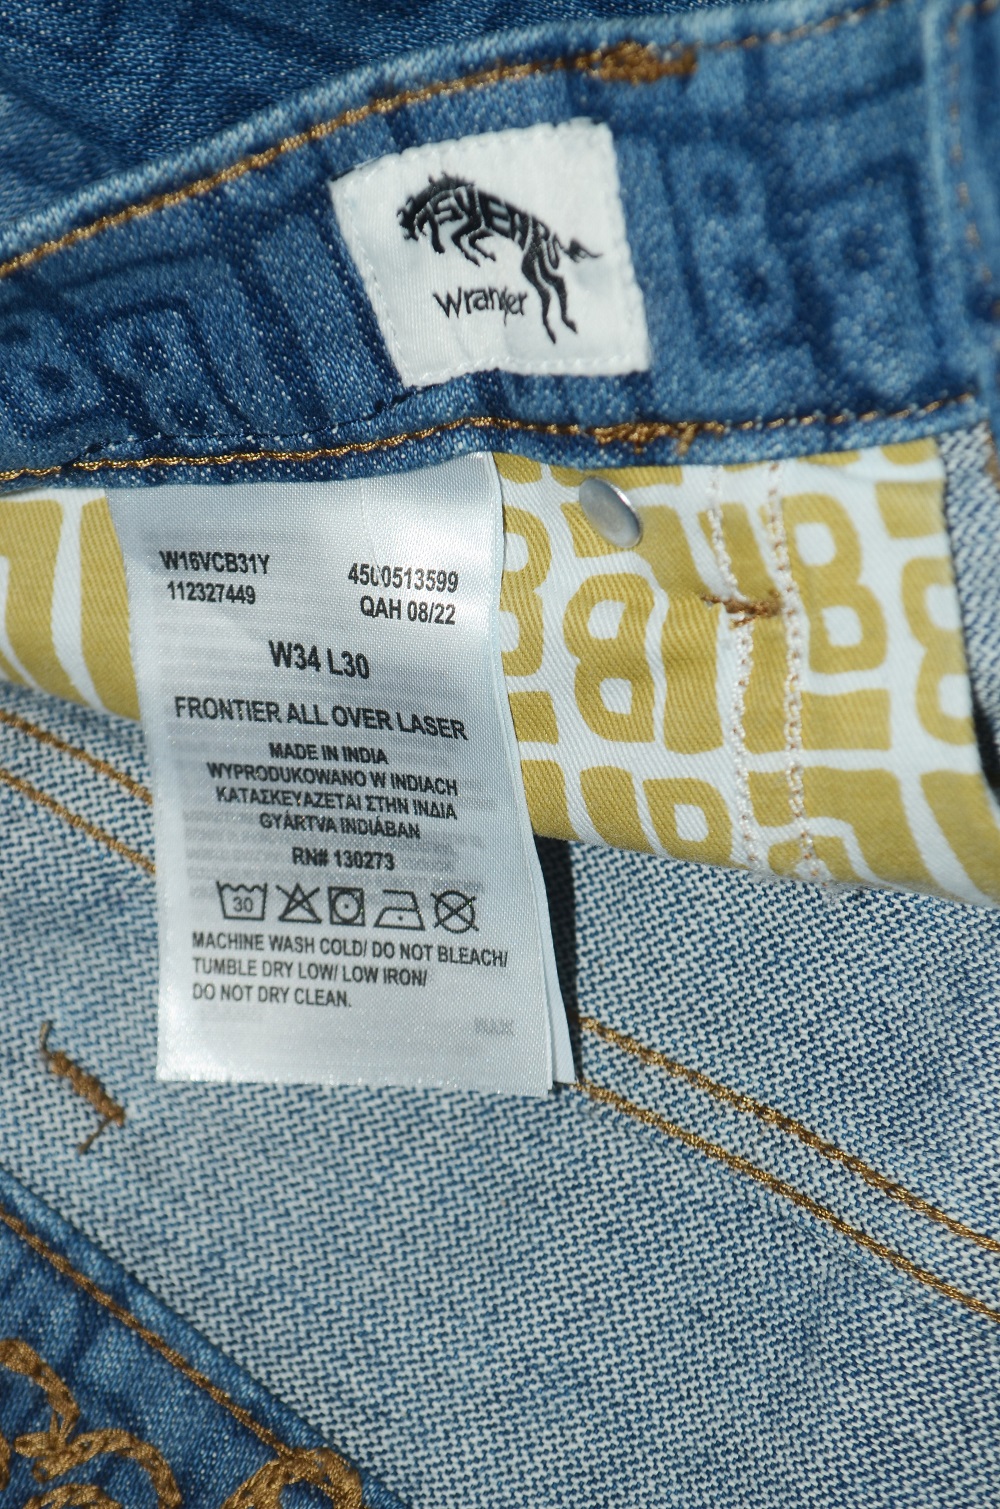 75YEARS
Wrangler
W16VCB31Y 4500513599
112327449 QAH 08/22
W34 L30
FRONTIER ALL OVER LASER
MADE IN INDIA
WYPRODUKOWANO W INDIACH
ΚΑΤΑΣΚΕΥΑΖΕΤΑΙ ΣΤΗΝ ΙΝΔΙΑ
GYÁRTVA INDIÁBAN
RN# 130273
30
MACHINE WASH COLD/ DO NOT BLEACH/
TUMBLE DRY LOW/ LOW IRON/
DO NOT DRY CLEAN.